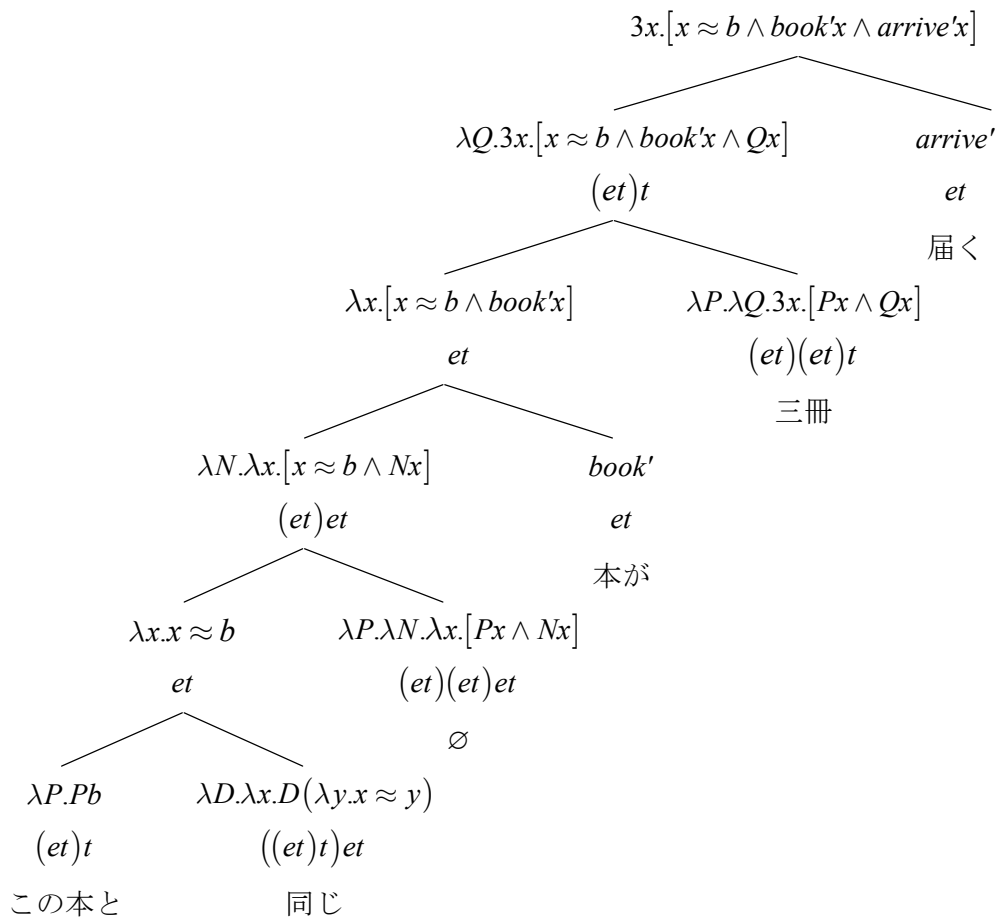 3x.[x ≈ b ∧ book'x ∧ arrive'x]
λQ.3x.[x ≈ b ∧ book'x ∧ Qx] arrive'
(et)t et
届く
λx.[x ≈ b ∧ book'x] λP.λQ.3x.[Px ∧ Qx]
et (et)(et)t
三冊
λN.λx.[x ≈ b ∧ Nx] book'
(et)et et
本が
λx.x ≈ b λP.λN.λx.[Px ∧ Nx]
et (et)(et)et
∅
λP.Pb λD.λx.D(λy.x ≈ y)
(et)t ((et)t)et
この本と 同じ